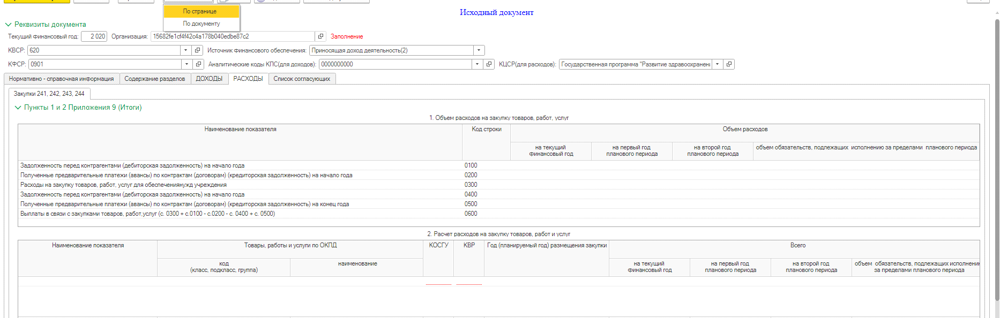 По странице
По документу
Исходный документ
Реквизиты документа
Текущий финансовый год: 2 020 Организация: 15682fe1cf4f42c4a178b040edbe87c2 Заполнение
КВСР: 620 Источник финансового обеспечения: Приносящая доход деятельность(2)
КФСР: 0901 Аналитические коды КПС(для доходов): 0000000000 КЦСР(для расходов): Государственная программа "Развитие здравоохранени
Нормативно - справочная информация Содержание разделов ДОХОДЫ РАСХОДЫ Список согласующих
Закупки 241, 242, 243, 244
Пункты 1 и 2 Приложения 9 (Итоги)
1. Объем расходов на закупку товаров, работ, услуг
Наименование показателя Код строки Объем расходов
на текущий финансовый год на первый год планового периода на второй год планового периода объем обязательств, подлежащих исполнению за пределами планового периода
Задолженность перед контрагентами (дебиторская задолженность) на начало года 0100
Полученные предварительные платежи (авансы) по контрактам (договорам) (кредиторская задолженность) на начало года 0200
Расходы на закупку товаров, работ, услуг для обеспечениянужд учреждения 0300
Задолженность перед контрагентами (дебиторская задолженность) на начало года 0400
Полученные предварительные платежи (авансы) по контрактам (договорам) (кредиторская задолженность) на конец года 0500
Выплаты в связи с закупками товаров, работ,услуг (с. 0300 + с.0100 - с.0200 - с. 0400 + с. 0500) 0600
2. Расчет расходов на закупку товаров, работ и услуг
Наименование показателя Товары, работы и услуги по ОКПД КОСГУ КВР Год (планируемый год) размещения закупки Всего
код (класс, подкласс, группа) наименование на текущий финансовый год на первый год планового периода на второй год планового периода объем обязательств, подлежащих исполнени за пределами планового периода